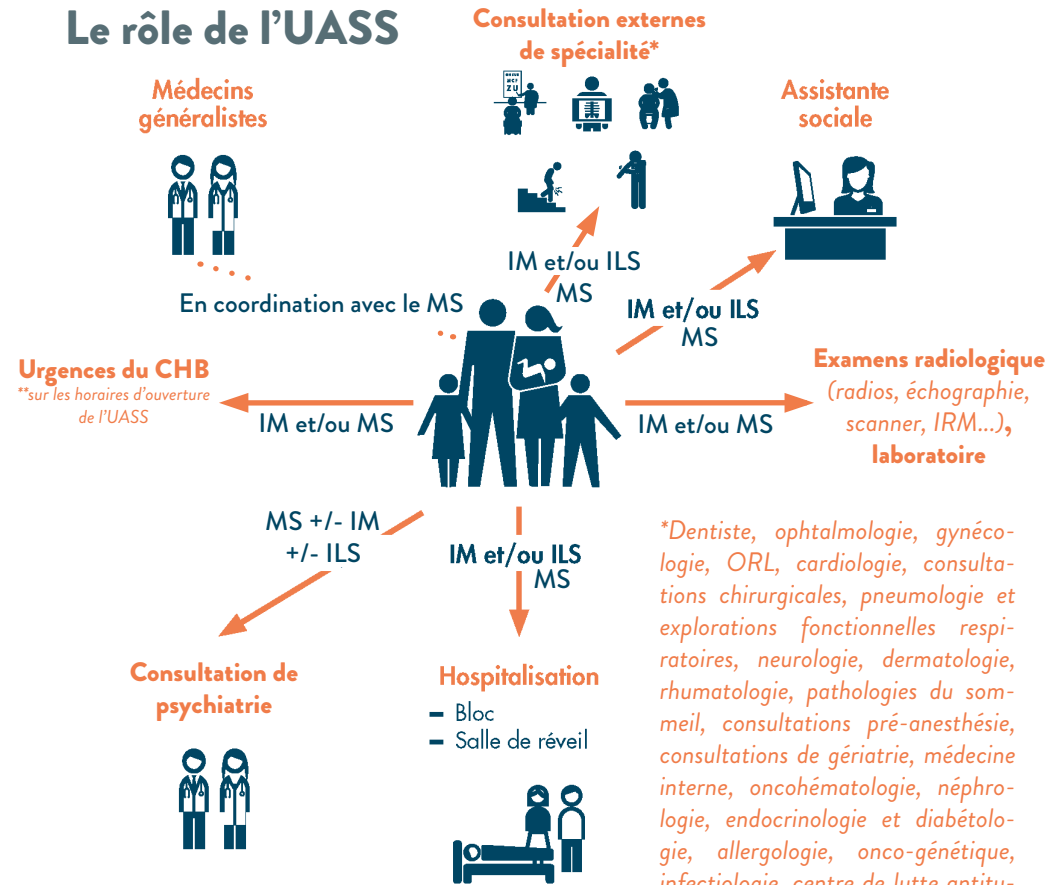 Le rôle de l'UASS
Consultation externes
de spécialité*
Médecins
généralistes
Assistante
sociale
IM et/ou ILS
MS
En coordination avec le MS
IM et/ou ILS
MS
Urgences du CHB
**sur les horaires d'ouverture
de l'UASS
IM et/ou MS
IM et/ou MS
Examens radiologique
(radios, échographie,
scanner, IRM...),
laboratoire
MS +/- IM
+/- ILS
IM et/ou ILS
MS
Consultation de
psychiatrie
Hospitalisation
– Bloc
– Salle de réveil
*Dentiste, ophtalmologie, gynéco-
logie, ORL, cardiologie, consulta-
tions chirurgicales, pneumologie et
explorations fonctionnelles respi-
ratoires, neurologie, dermatologie,
rhumatologie, pathologies du som-
meil, consultations pré-anesthésie,
consultations de gériatrie, médecine
interne, oncohématologie, néphro-
logie, endocrinologie et diabétolo-
gie, allergologie, onco-génétique,
infectiologie, centre de lutte antitu-